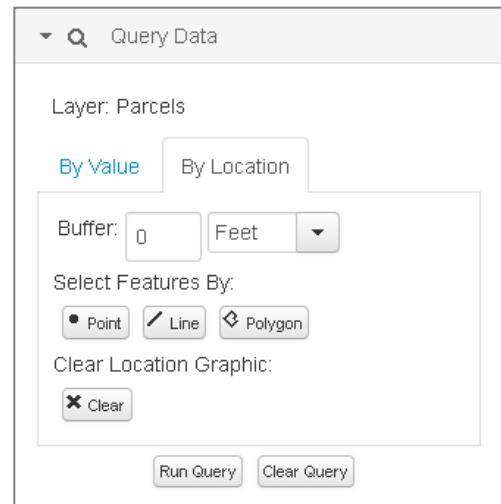 Query Data
Layer: Parcels
By Value By Location
Buffer: 0 Feet
Select Features By:
Point Line Polygon
Clear Location Graphic:
Clear
Run Query Clear Query